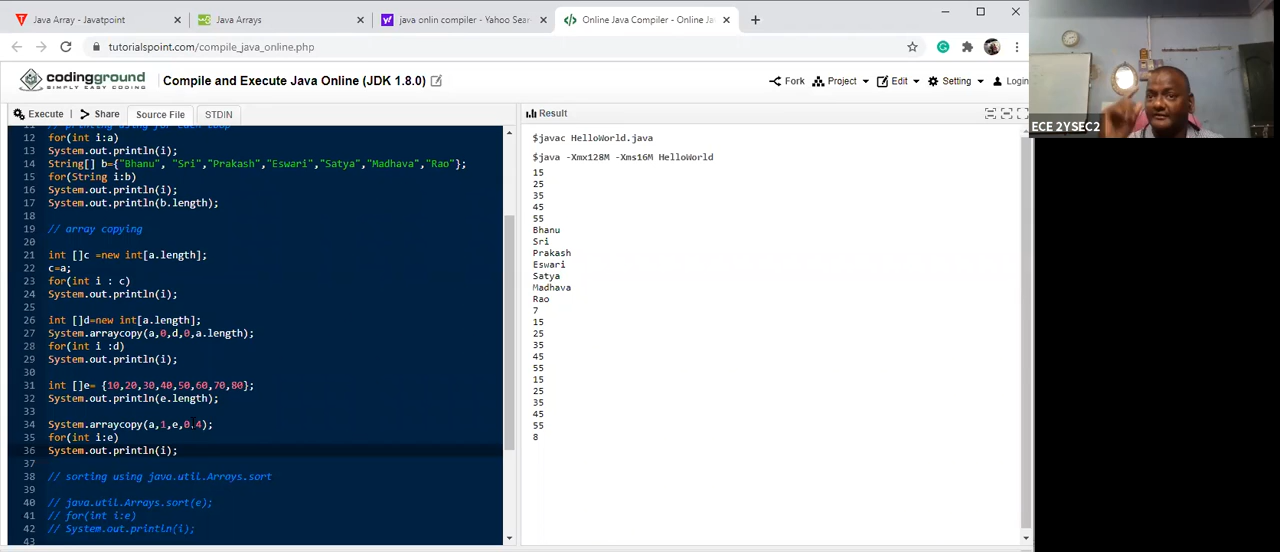 Java Array - Javatpoint
Java Arrays
java onlin compiler - Yahoo Sear
Online Java Compiler - Online Ja
tutorialspoint.com/compile_java_online.php
codingground
SIMPLY EASY CODING
Compile and Execute Java Online (JDK 1.8.0)
Fork
Project
Edit
Setting
Login
Execute
Share
Source File
STDIN
Result
11 // printing using for Each loop
12 for(int i:a)
13 System.out.println(i);
14 String[] b={"Bhanu", "Sri","Prakash","Eswari","Satya","Madhava","Rao"};
15 for(String i:b)
16 System.out.println(i);
17 System.out.println(b.length);
18
19 // array copying
20
21 int []c =new int[a.length];
22 c=a;
23 for(int i : c)
24 System.out.println(i);
25
26 int []d=new int[a.length];
27 System.arraycopy(a,0,d,0,a.length);
28 for(int i :d)
29 System.out.println(i);
30
31 int []e= {10,20,30,40,50,60,70,80};
32 System.out.println(e.length);
33
34 System.arraycopy(a,1,e,0,4);
35 for(int i:e)
36 System.out.println(i);
37
38 // sorting using java.util.Arrays.sort
39
40 // java.util.Arrays.sort(e);
41 // for(int i:e)
42 // System.out.println(i);
43
$javac HelloWorld.java
$java -Xmx128M -Xms16M HelloWorld
15
25
35
45
55
Bhanu
Sri
Prakash
Eswari
Satya
Madhava
Rao
7
15
25
35
45
55
15
25
35
45
55
8
ECE 2YSEC2